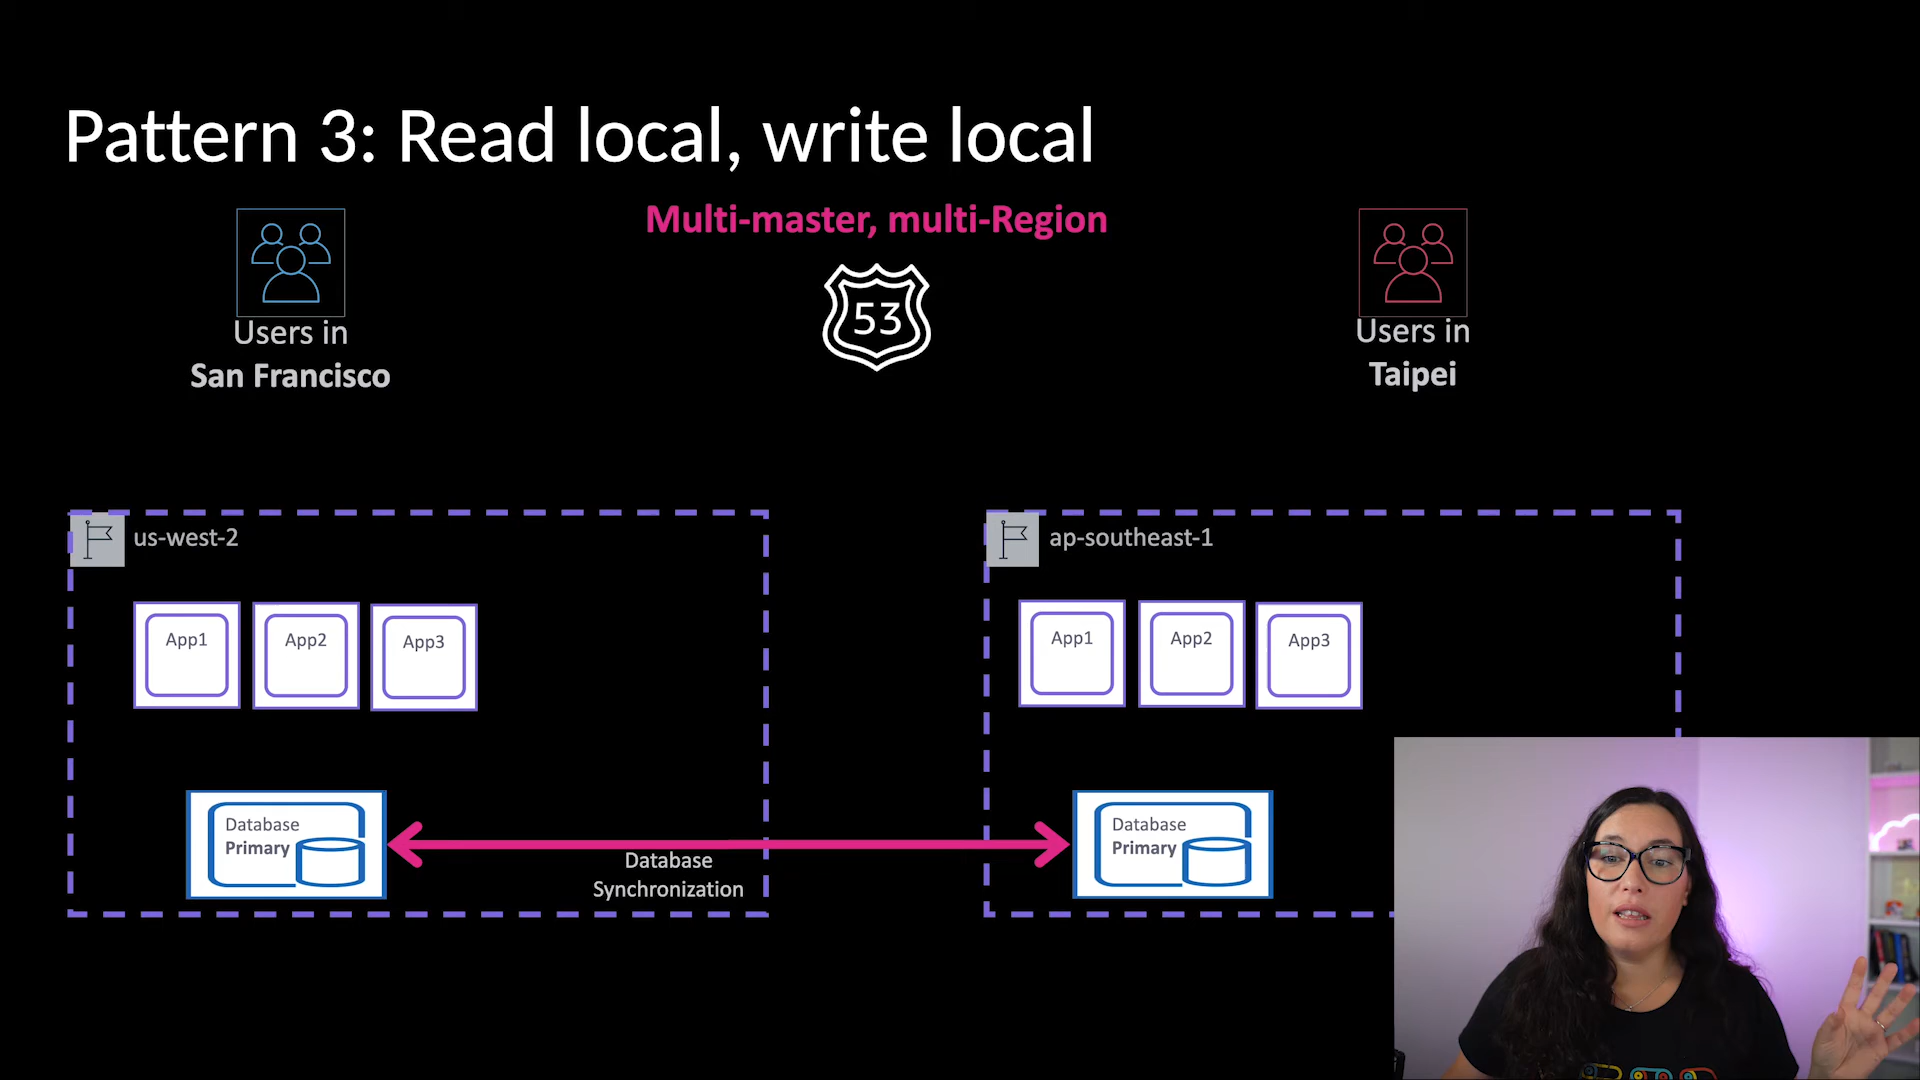 Pattern 3: Read local, write local
Multi-master, multi-Region
53
Users in
San Francisco
Users in
Taipei
us-west-2
App1
App2
App3
Database
Primary
Database
Synchronization
ap-southeast-1
App1
App2
App3
Database
Primary